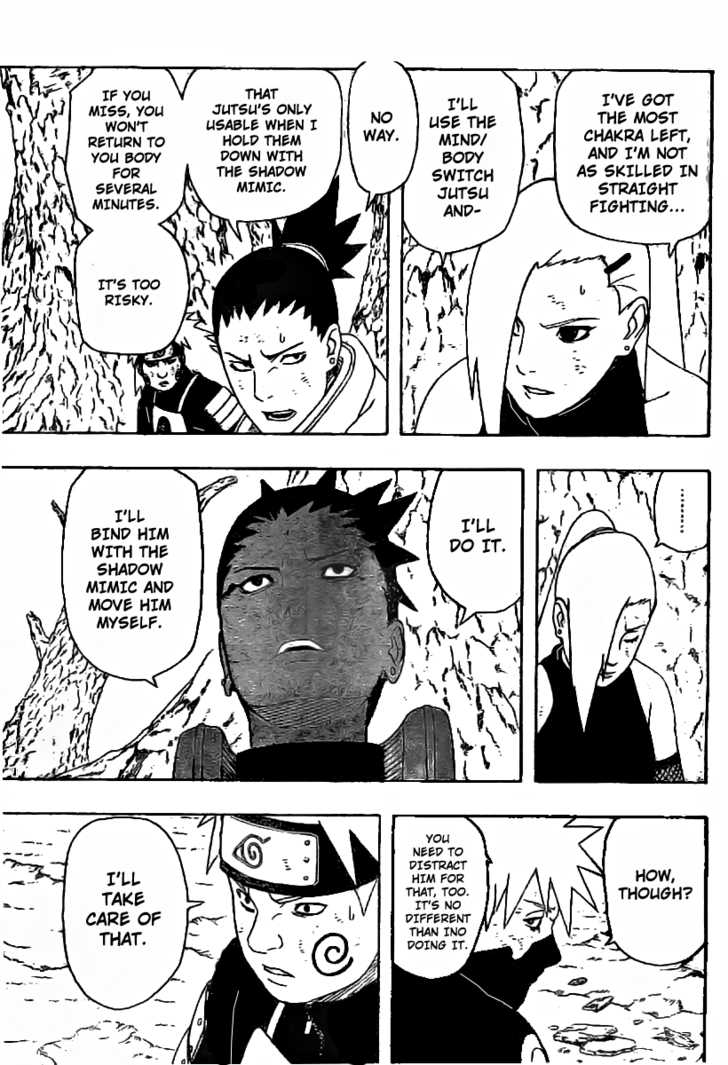 I'VE GOT
THE MOST
CHAKRA LEFT,
AND I'M NOT
AS SKILLED IN
STRAIGHT
FIGHTING...
I'LL
USE THE
MIND/
BODY
SWITCH
JUTSU
AND-
NO
WAY.
THAT
JUTSU'S ONLY
USABLE WHEN I
HOLD THEM
DOWN WITH
THE SHADOW
MIMIC.
IF YOU
MISS, YOU
WON'T
RETURN TO
YOU BODY
FOR
SEVERAL
MINUTES.
IT'S TOO
RISKY.
........
I'LL
DO IT.
I'LL
BIND HIM
WITH THE
SHADOW
MIMIC AND
MOVE HIM
MYSELF.
HOW,
THOUGH?
YOU
NEED TO
DISTRACT
HIM FOR
THAT, TOO.
IT'S NO
DIFFERENT
THAN INO
DOING IT.
I'LL
TAKE
CARE OF
THAT.